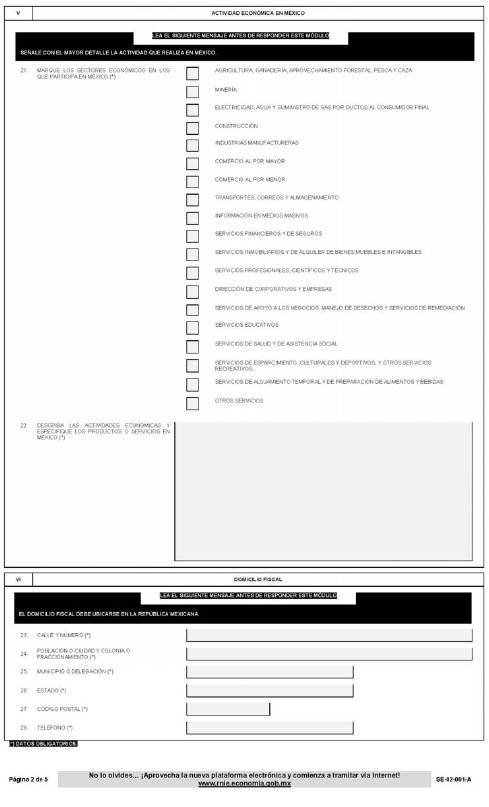 V ACTIVIDAD ECONÓMICA EN MÉXICO
LEA EL SIGUIENTE MENSAJE ANTES DE RESPONDER ESTE MÓDULO
SEÑALE CON EL MAYOR DETALLE LA ACTIVIDAD QUE REALIZA EN MÉXICO.
21. MARQUE LOS SECTORES ECONÓMICOS EN LOS
QUE PARTICIPA EN MÉXICO (*)
AGRICULTURA, GANADERÍA, APROVECHAMIENTO FORESTAL, PESCA Y CAZA
MINERÍA
ELECTRICIDAD, AGUA Y SUMINISTRO DE GAS POR DUCTOS AL CONSUMIDOR FINAL
CONSTRUCCIÓN
INDUSTRIAS MANUFACTURERAS
COMERCIO AL POR MAYOR
COMERCIO AL POR MENOR
TRANSPORTES, CORREOS Y ALMACENAMIENTO
INFORMACIÓN EN MEDIOS MASIVOS
SERVICIOS FINANCIEROS Y DE SEGUROS
SERVICIOS INMOBILIARIOS Y DE ALQUILER DE BIENES MUEBLES E INTANGIBLES
SERVICIOS PROFESIONALES, CIENTÍFICOS Y TÉCNICOS
DIRECCIÓN DE CORPORATIVOS Y EMPRESAS
SERVICIOS DE APOYO A LOS NEGOCIOS, MANEJO DE DESECHOS Y SERVICIOS DE REMEDIACIÓN
SERVICIOS EDUCATIVOS
SERVICIOS DE SALUD Y DE ASISTENCIA SOCIAL
SERVICIOS DE ESPARCIMIENTO, CULTURALES Y DEPORTIVOS, Y OTROS SERVICIOS
RECREATIVOS
SERVICIOS DE ALOJAMIENTO TEMPORAL Y DE PREPARACIÓN DE ALIMENTOS Y BEBIDAS
OTROS SERVICIOS
22. DESCRIBA LAS ACTIVIDADES ECONÓMICAS Y
ESPECIFIQUE LOS PRODUCTOS O SERVICIOS EN
MÉXICO (*)
VI DOMICILIO FISCAL
LEA EL SIGUIENTE MENSAJE ANTES DE RESPONDER ESTE MÓDULO
EL DOMICILIO FISCAL DEBE UBICARSE EN LA REPÚBLICA MEXICANA
23. CALLE Y NÚMERO (*)
24. POBLACIÓN O CIUDAD Y COLONIA O
FRACCIONAMIENTO (*)
25. MUNICIPIO O DELEGACIÓN (*)
26. ESTADO (*)
27. CÓDIGO POSTAL (*)
28. TELÉFONO (*)
(*) DATOS OBLIGATORIOS.
Página 2 de 5 No lo olvides... ¡Aprovecha la nueva plataforma electrónica y comienza a tramitar vía Internet! SE-02-001-A
www.rnie.economia.gob.mx